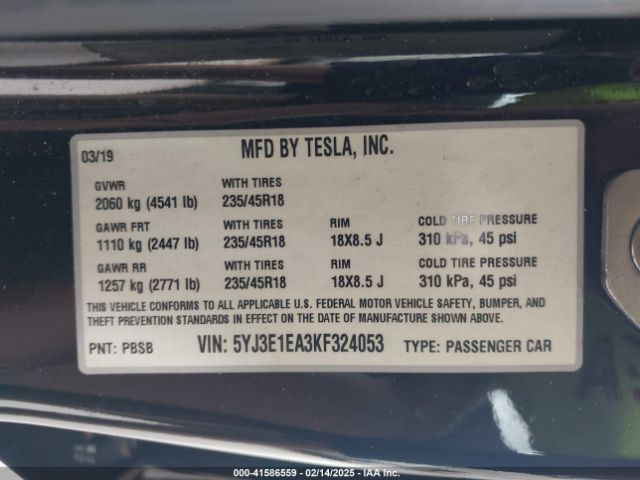 03/19 MFD BY TESLA, INC.
GVWR WITH TIRES
2060 kg (4541 lb) 235/45R18
GAWR FRT WITH TIRES RIM COLD TIRE PRESSURE
1110 kg (2447 lb) 235/45R18 18X8.5 J 310 kPa, 45 psi
GAWR RR WITH TIRES RIM COLD TIRE PRESSURE
1257 kg (2771 lb) 235/45R18 18X8.5 J 310 kPa, 45 psi
THIS VEHICLE CONFORMS TO ALL APPLICABLE U.S. FEDERAL MOTOR VEHICLE SAFETY, BUMPER, AND
THEFT PREVENTION STANDARDS IN EFFECT ON THE DATE OF MANUFACTURE SHOWN ABOVE.
PNT: PBSB VIN: 5YJ3E1EA3KF324053 TYPE: PASSENGER CAR
000-41586559 - 02/14/2025 - IAA Inc.